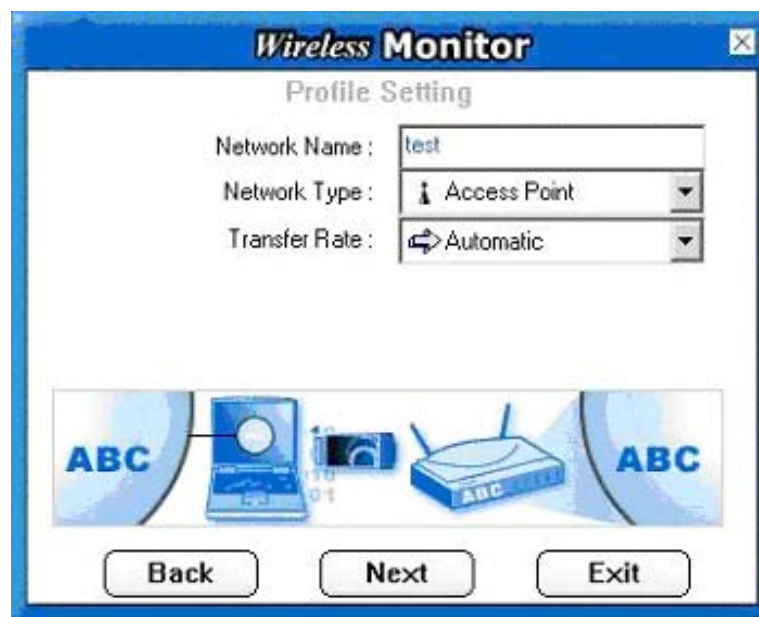 Wireless Monitor
Profile Setting
Network Name : test
Network Type : Access Point
Transfer Rate : Automatic
ABC
ABC
ABC
Back Next Exit